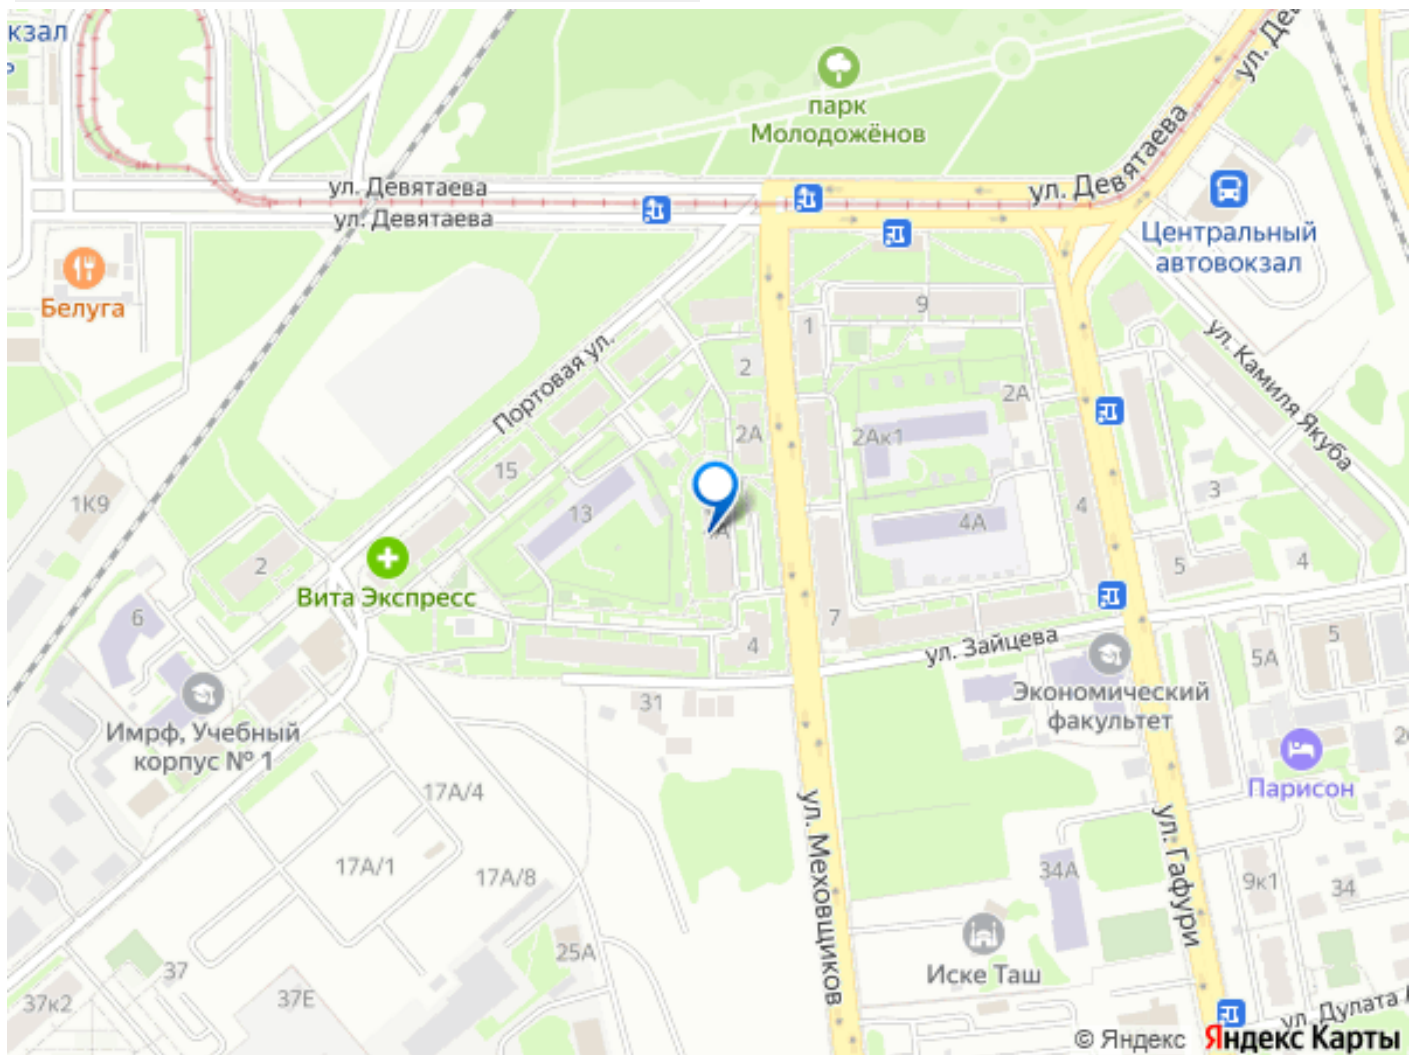 кзал
парк
Молодожёнов
ул. Девятаева
ул. Девятаева
ул. Девятаева
Центральный
автовокзал
Белуга
9
1
2
ул. Камиля Якуба
Портовая ул.
2А
2А
2Ак1
15
1К9
13
3
4
4А
2
5
4
Вита Экспресс
6
7
4
ул. Зайцева
5
5А
31
Экономический
факультет
Имрф, Учебный
корпус № 1
17А/4
Парисон
ул. Меховщиков
ул. Гафури
17А/1
17А/8
34А
9к1
34
25А
Иске Таш
37
37к2
37Е
ул. Дулата
© Яндекс Яндекс Карты